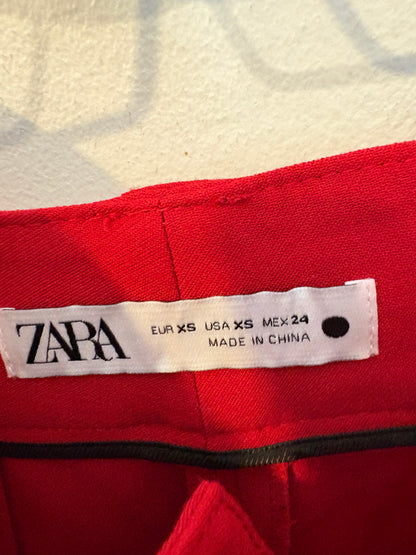 ZARA
EUR XS USA XS MEX 24
MADE IN CHINA